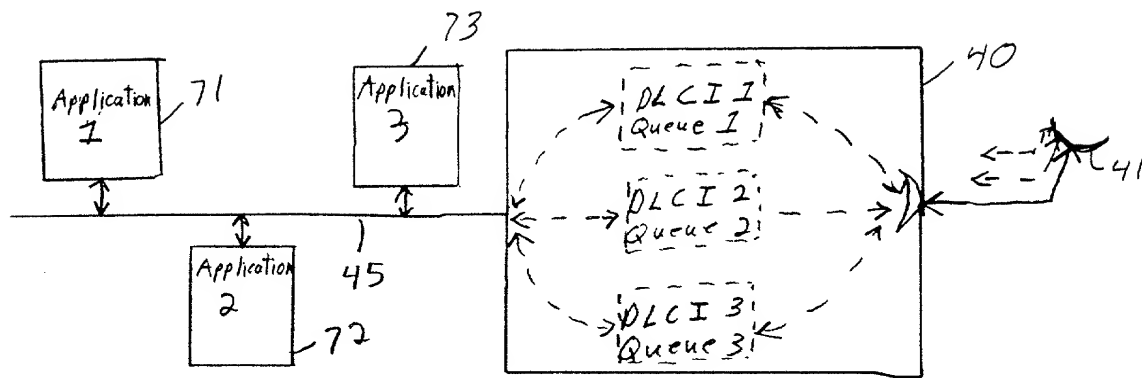 Application
1
71
Application
2
72
Application
3
73
45
DLCI 1
Queue 1
DLCI 2
Queue 2
DLCI 3
Queue 3
40
41